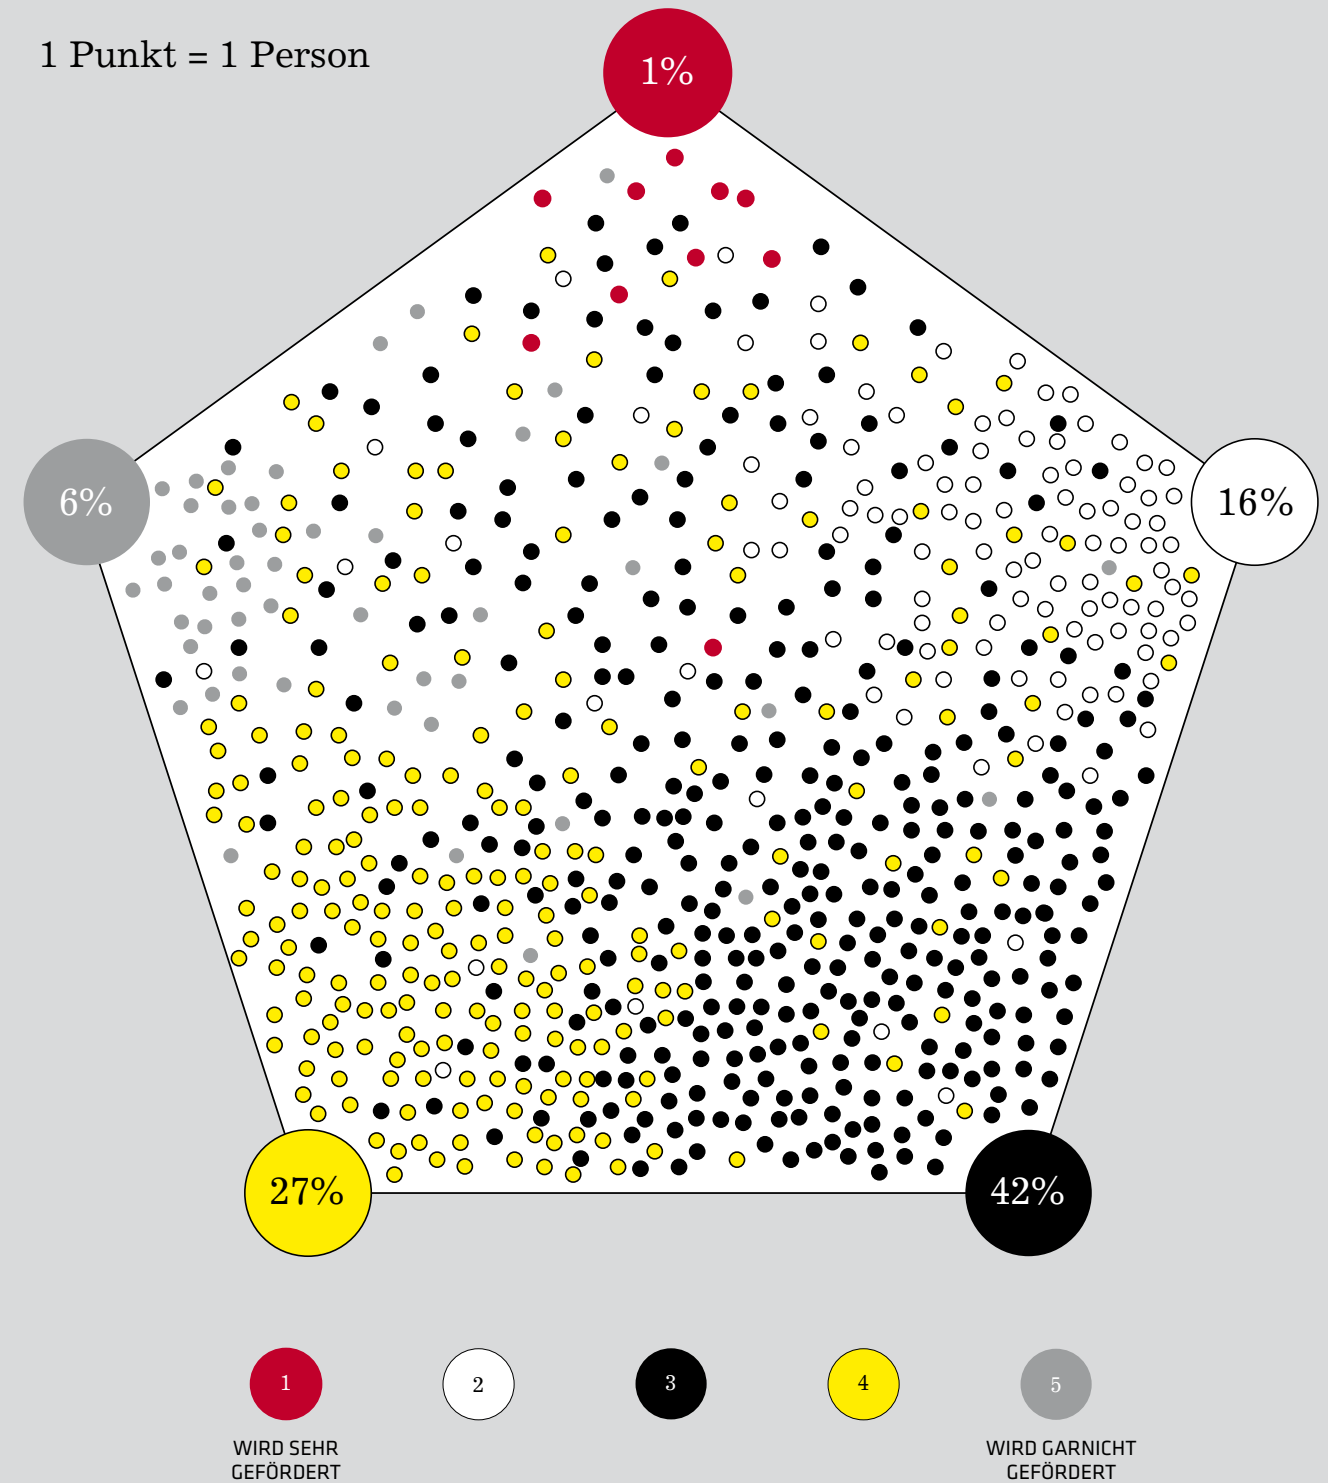 1 Punkt = 1 Person
1%
6%
16%
27%
42%
1
2
3
4
5
WIRD SEHR
GEFÖRDERT
WIRD GARNICHT
GEFÖRDERT